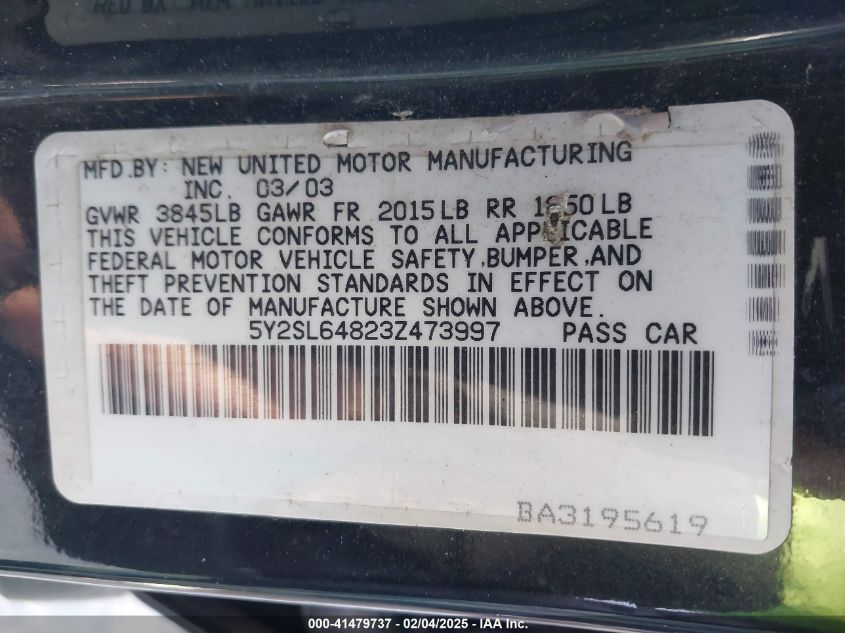 MFD.BY: NEW UNITED MOTOR MANUFACTURING
INC. 03/03
GVWR 3845LB GAWR FR 2015LB RR LB
THIS VEHICLE CONFORMS TO ALL APPLICABLE
FEDERAL MOTOR VEHICLE SAFETY,BUMPER,AND
THEFT PREVENTION STANDARDS IN EFFECT ON
THE DATE OF MANUFACTURE SHOWN ABOVE.
5Y2SL64823Z473997 PASS CAR
BA3195619
000-41479737 - 02/04/2025 - IAA Inc.